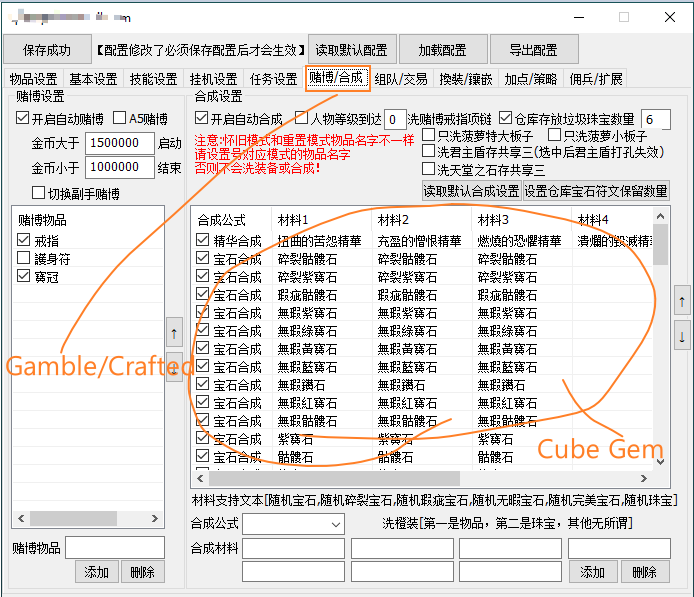 保存成功 【配置修改了必须保存配置后才会生效】 读取默认配置 加载配置 导出配置
物品设置 基本设置 技能设置 挂机设置 任务设置 赌博/合成 组队/交易 換裝/鑲嵌 加点/策略 佣兵/扩展
赌博设置
开启自动赌博 A5赌博
金币大于 1500000 启动
金币小于 1000000 结束
切换副手赌博
赌博物品
戒指
護身符
寶冠
赌博物品
添加 删除
合成设置
开启自动合成 人物等级到达 0 洗赌博戒指项链 仓库存放垃圾珠宝数量 6
注意:怀旧模式和重置模式物品名字不一样
请设置号对应模式的物品名字
否则不会洗装备或合成!
只洗菠萝特大板子 只洗菠萝小板子
洗君主盾存共享三(选中后君主盾打孔失效)
洗天堂之石存共享三
读取默认合成设置 设置仓库宝石符文保留数量
合成公式 材料1 材料2 材料3 材料4
精华合成 扭曲的苦怨精華 充盈的憎恨精華 燃燒的恐懼精華 潰爛的毀滅精
宝石合成 碎裂骷髏石 碎裂骷髏石 碎裂骷髏石
宝石合成 碎裂紫寶石 碎裂紫寶石 碎裂紫寶石
宝石合成 瑕疵骷髏石 瑕疵骷髏石 瑕疵骷髏石
宝石合成 無瑕紫寶石 無瑕紫寶石 無瑕紫寶石
宝石合成 無瑕綠寶石 無瑕綠寶石 無瑕綠寶石
宝石合成 無瑕黃寶石 無瑕黃寶石 無瑕黃寶石
宝石合成 無瑕藍寶石 無瑕藍寶石 無瑕藍寶石
宝石合成 無瑕鑽石 無瑕鑽石 無瑕鑽石
宝石合成 無瑕紅寶石 無瑕紅寶石 無瑕紅寶石
宝石合成 無瑕骷髏石 無瑕骷髏石 無瑕骷髏石
宝石合成 紫寶石 紫寶石 紫寶石
宝石合成 骷髏石 骷髏石 骷髏石
Gamble/Crafted
Cube Gem
材料支持文本[随机宝石,随机碎裂宝石,随机瑕疵宝石,随机无暇宝石,随机完美宝石,随机珠宝]
合成公式 洗橙装[第一是物品，第二是珠宝，其他无所谓]
合成材料
添加 删除